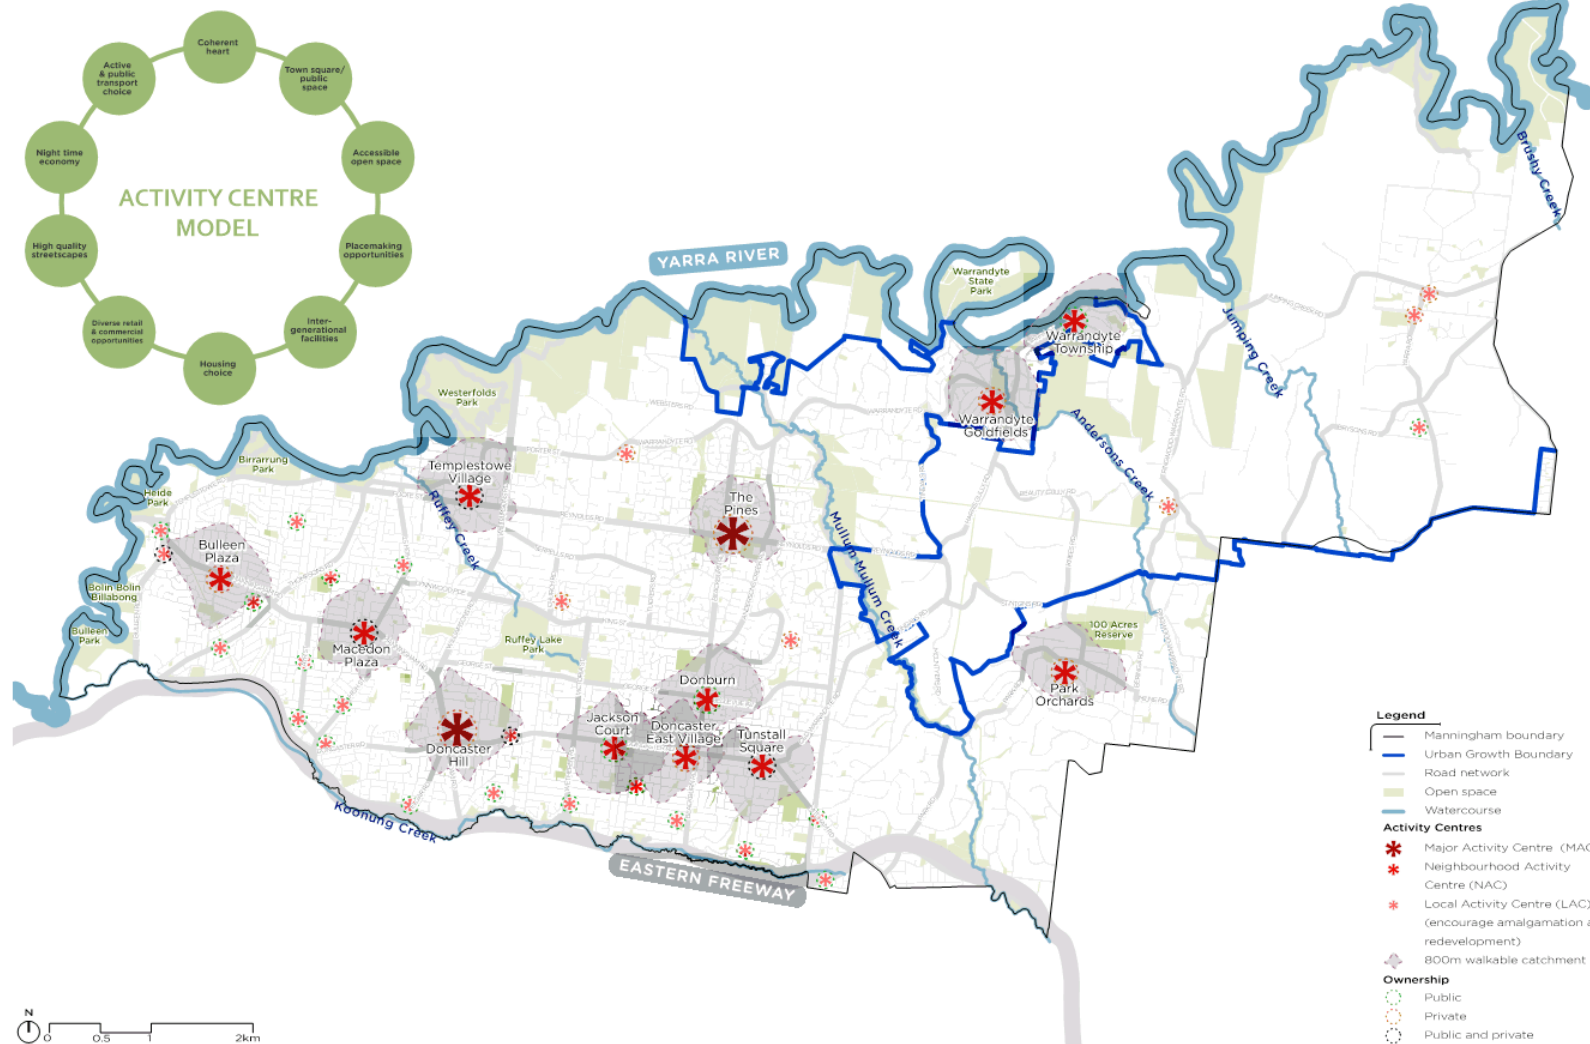 Coherent
heart
Active
& public
transport
choice
Town square/
public
space
Night time
economy
Accessible
open space
ACTIVITY CENTRE
MODEL
High quality
streetscapes
Placemaking
opportunities
Diverse retail
& commercial
opportunities
Inter-
generational
facilities
Housing
choice
YARRA RIVER
Warrandyte
State
Park
Brushy Creek
Jumping Creek
Warrandyte
Township
Westerfolds
Park
Warrandyte
Goldfields
Andersons Creek
Birrarung
Park
Templestowe
Village
Heide
Park
The
Pines
Ruffey Creek
Mullum Mullum Creek
Bulleen
Plaza
Bolin Bolin
Billabong
Bulleen
Park
Macedon
Plaza
Ruffey Lake
Park
100 Acres
Reserve
Donburn
Park
Orchards
Jackson
Court
Doncaster
East Village
Tunstall
Square
Doncaster
Hill
Koonung Creek
EASTERN FREEWAY
REYNOLDS RD
Legend
Manningham boundary
Urban Growth Boundary
Road network
Open space
Watercourse
Activity Centres
Major Activity Centre (MAC
Neighbourhood Activity
Centre (NAC)
Local Activity Centre (LAC)
(encourage amalgamation a
redevelopment)
800m walkable catchment
Ownership
Public
Private
Public and private
N
0 0.5 1 2km